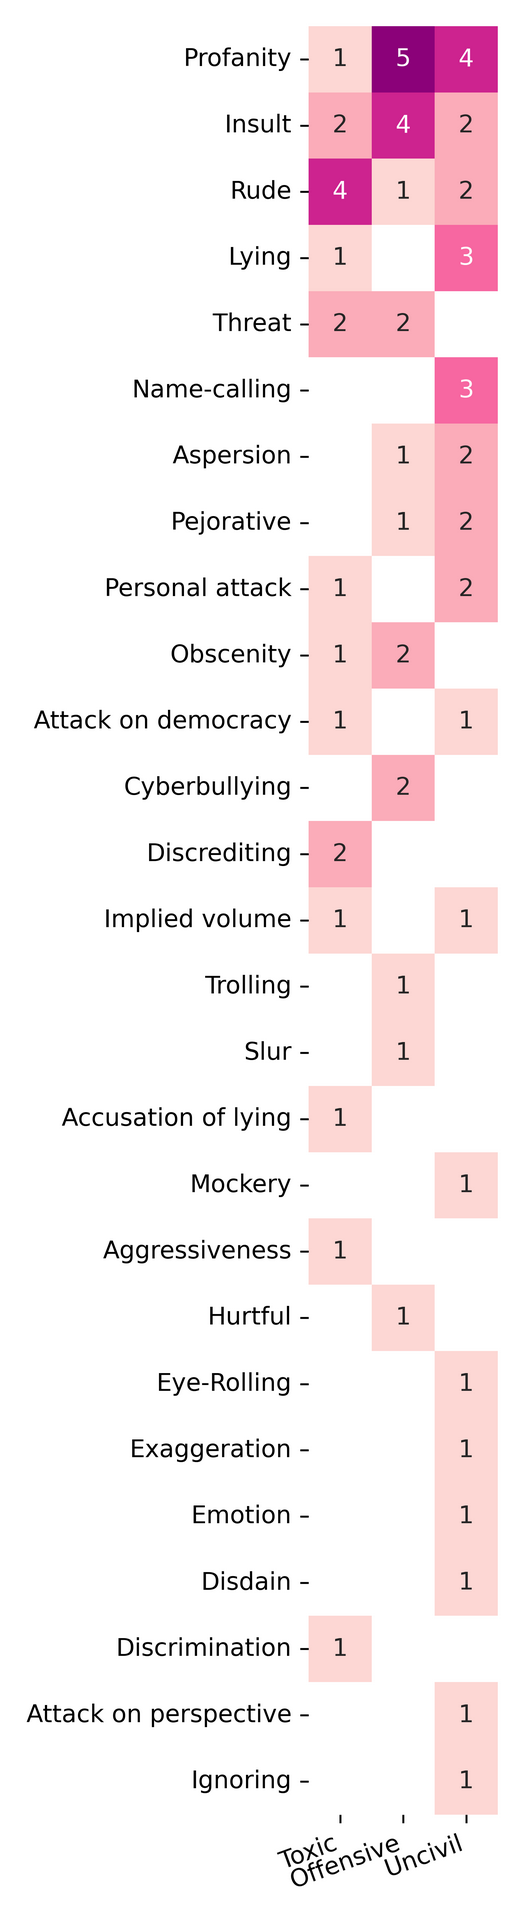 Profanity 1 5 4
Insult 2 4 2
Rude 4 1 2
Lying 1 3
Threat 2 2
Name-calling 3
Aspersion 1 2
Pejorative 1 2
Personal attack 1 2
Obscenity 1 2
Attack on democracy 1 1
Cyberbullying 2
Discrediting 2
Implied volume 1 1
Trolling 1
Slur 1
Accusation of lying 1
Mockery 1
Aggressiveness 1
Hurtful 1
Eye-Rolling 1
Exaggeration 1
Emotion 1
Disdain 1
Discrimination 1
Attack on perspective 1
Ignoring 1
Toxic
Offensive
Uncivil